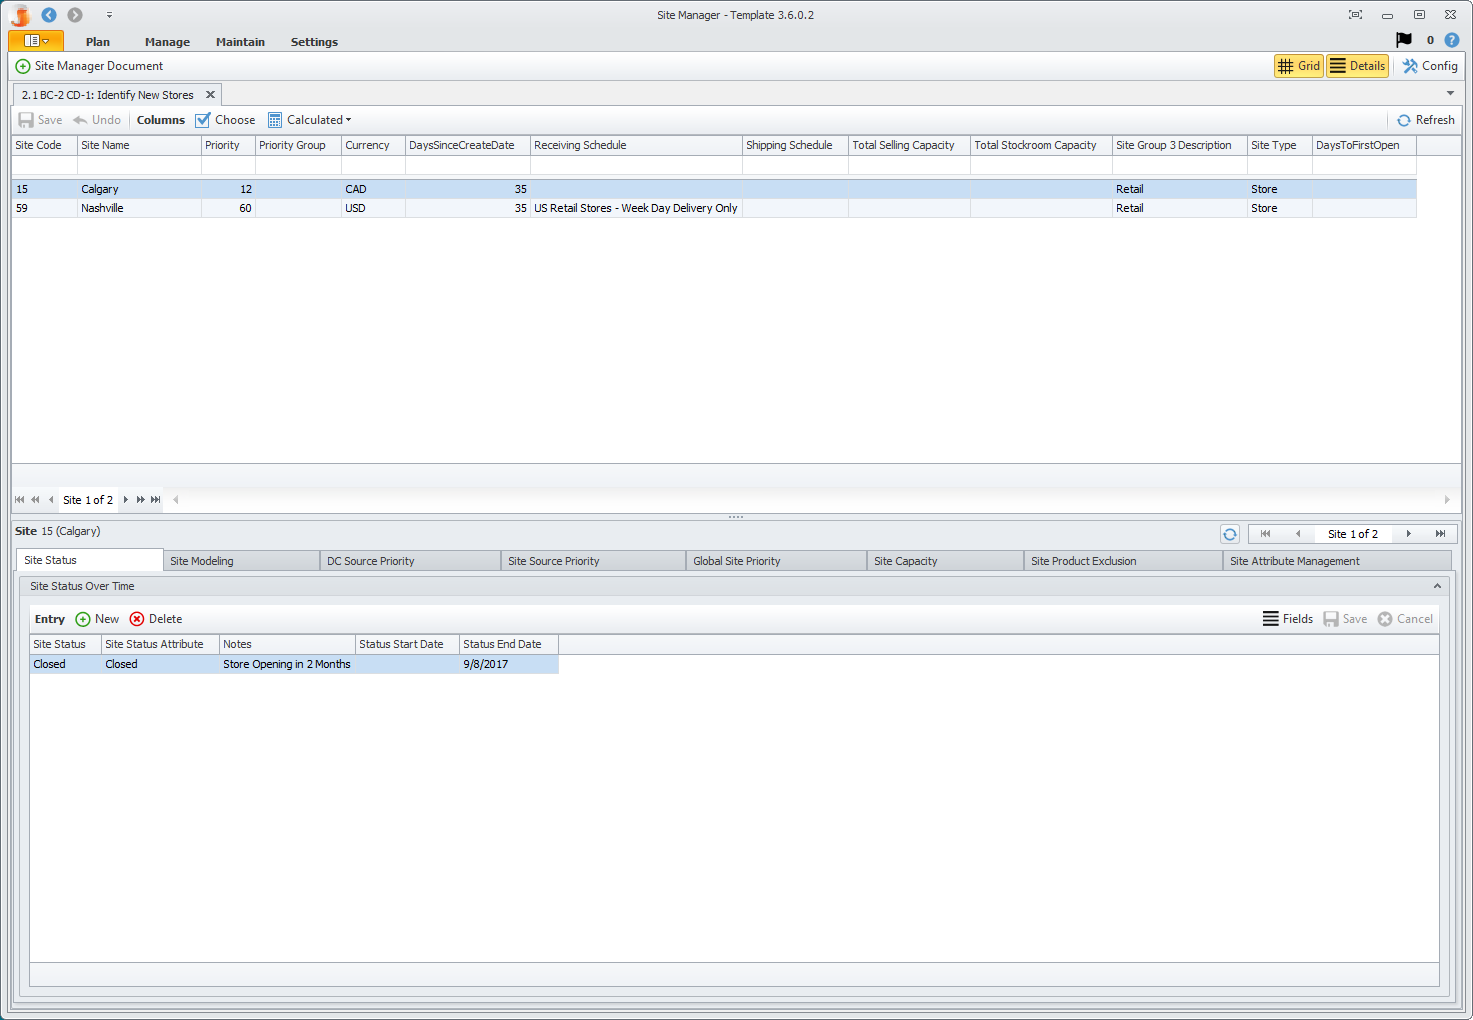 Site Manager - Template 3.6.0.2
Plan Manage Maintain Settings 0 ?
Site Manager Document Grid Details Config
2.1 BC-2 CD-1: Identify New Stores
Save Undo Columns Choose Calculated Refresh
Site Code Site Name Priority Priority Group Currency DaysSinceCreateDate Receiving Schedule Shipping Schedule Total Selling Capacity Total Stockroom Capacity Site Group 3 Description Site Type DaysToFirstOpen
15 Calgary 12 CAD 35 Retail Store
59 Nashville 60 USD 35 US Retail Stores - Week Day Delivery Only Retail Store
Site 1 of 2
Site 15 (Calgary) Site 1 of 2
Site Status Site Modeling DC Source Priority Site Source Priority Global Site Priority Site Capacity Site Product Exclusion Site Attribute Management
Site Status Over Time
Entry New Delete Fields Save Cancel
Site Status Site Status Attribute Notes Status Start Date Status End Date
Closed Closed Store Opening in 2 Months 9/8/2017